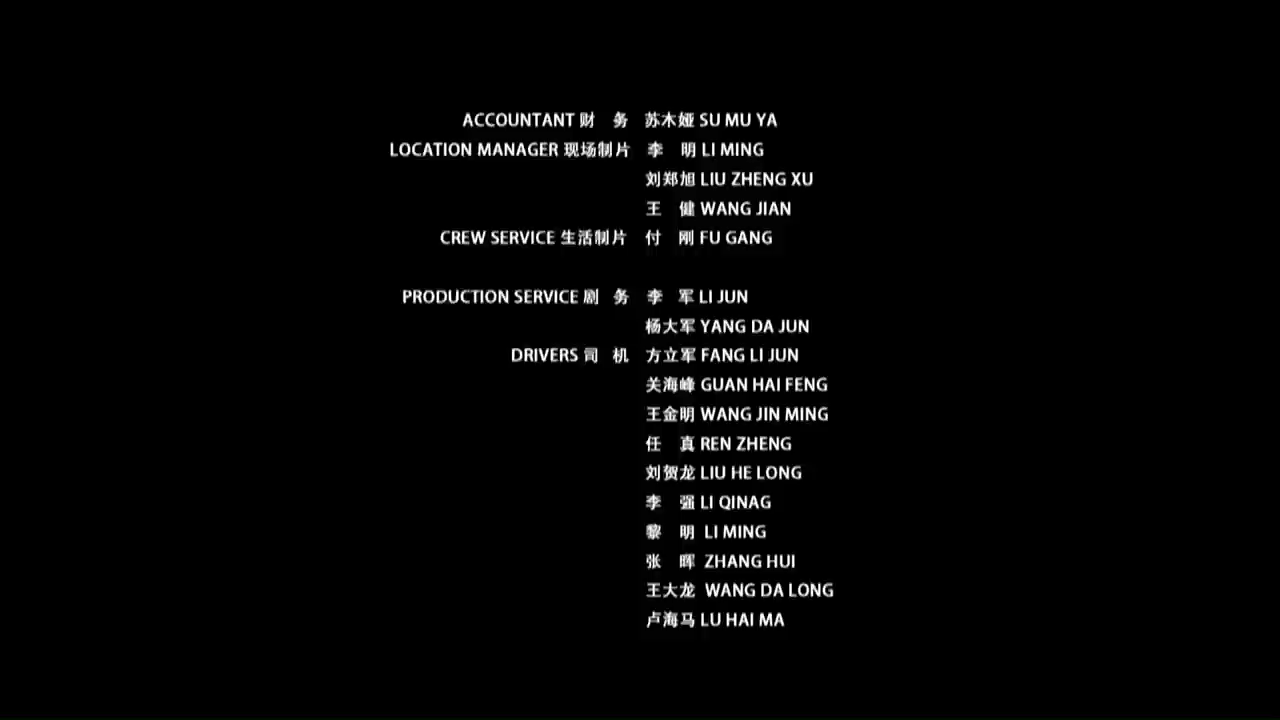 ACCOUNTANT 财 务 苏木娅 SU MU YA
LOCATION MANAGER 现场制片 李 明 LI MING
刘郑旭 LIU ZHENG XU
王 健 WANG JIAN
CREW SERVICE 生活制片 付 刚 FU GANG
PRODUCTION SERVICE 剧 务 李 军 LI JUN
杨大军 YANG DA JUN
DRIVERS 司 机 方立军 FANG LI JUN
关海峰 GUAN HAI FENG
王金明 WANG JIN MING
任 真 REN ZHENG
刘贺龙 LIU HE LONG
李 强 LI QINAG
黎 明 LI MING
张 晖 ZHANG HUI
王大龙 WANG DA LONG
卢海马 LU HAI MA